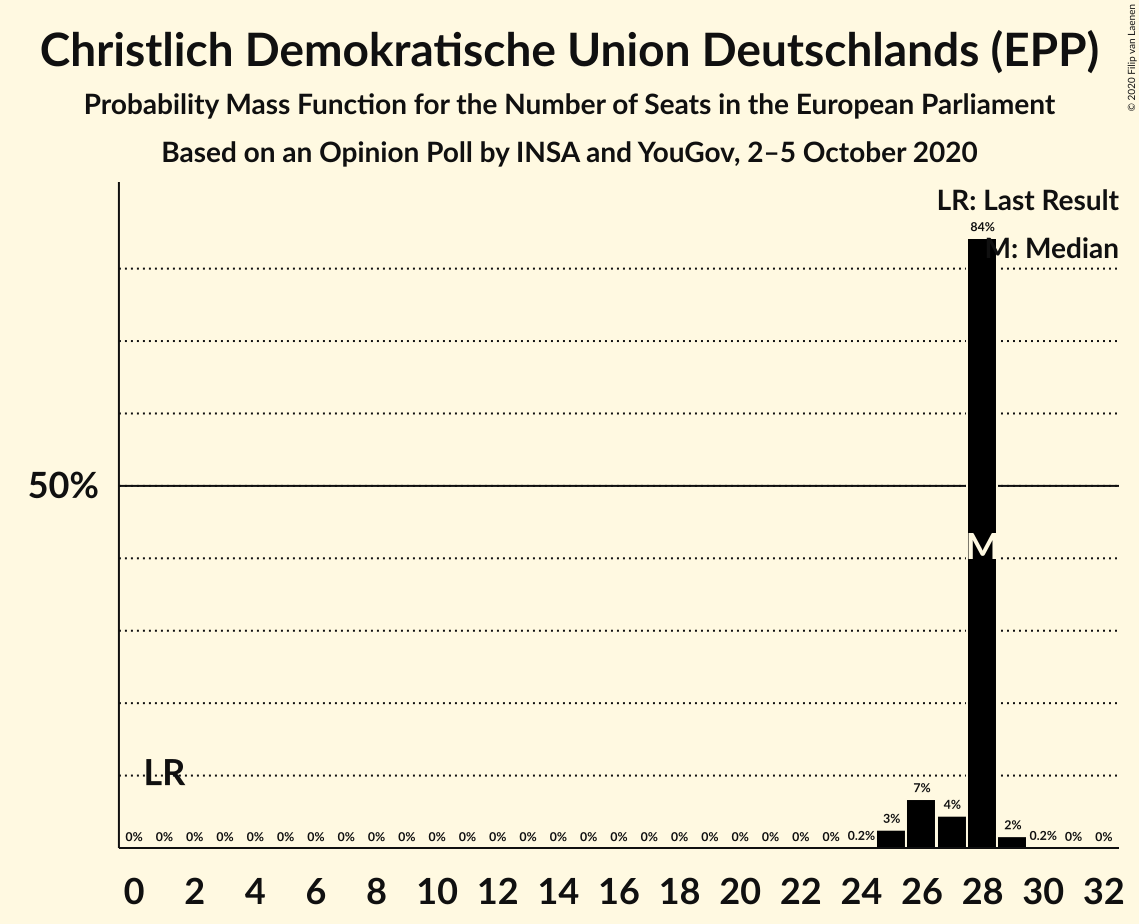 Christlich Demokratische Union Deutschlands (EPP)
Probability Mass Function for the Number of Seats in the European Parliament
Based on an Opinion Poll by INSA and YouGov, 2–5 October 2020
© 2020 Filip van Laenen
LR: Last Result
84%
M: Median
50%
M
LR
7%
4%
3%
2%
0% 0% 0% 0% 0% 0% 0% 0% 0% 0% 0% 0% 0% 0% 0% 0% 0% 0% 0% 0% 0% 0% 0% 0% 0.2% 0.2% 0% 0%
0 2 4 6 8 10 12 14 16 18 20 22 24 26 28 30 32